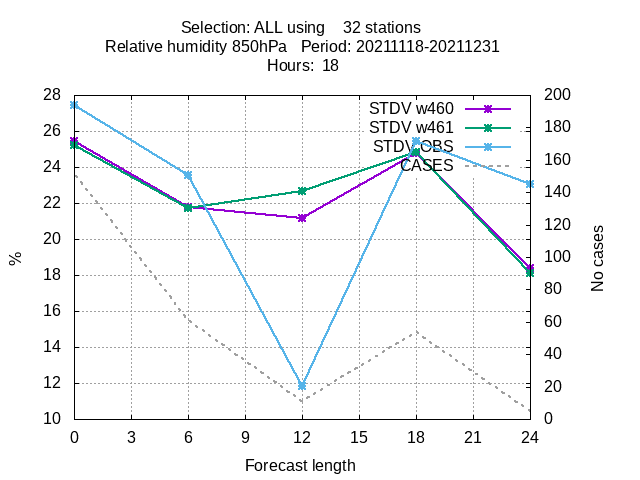 Selection: ALL using    32 stations
Relative humidity 850hPa   Period: 20211118-20211231
Hours: 18
STDV w460
STDV w461
STDV OBS
CASES
28
26
24
22
20
18
16
14
12
10
200
180
160
140
120
100
80
60
40
20
0
%
No cases
0 3 6 9 12 15 18 21 24
Forecast length